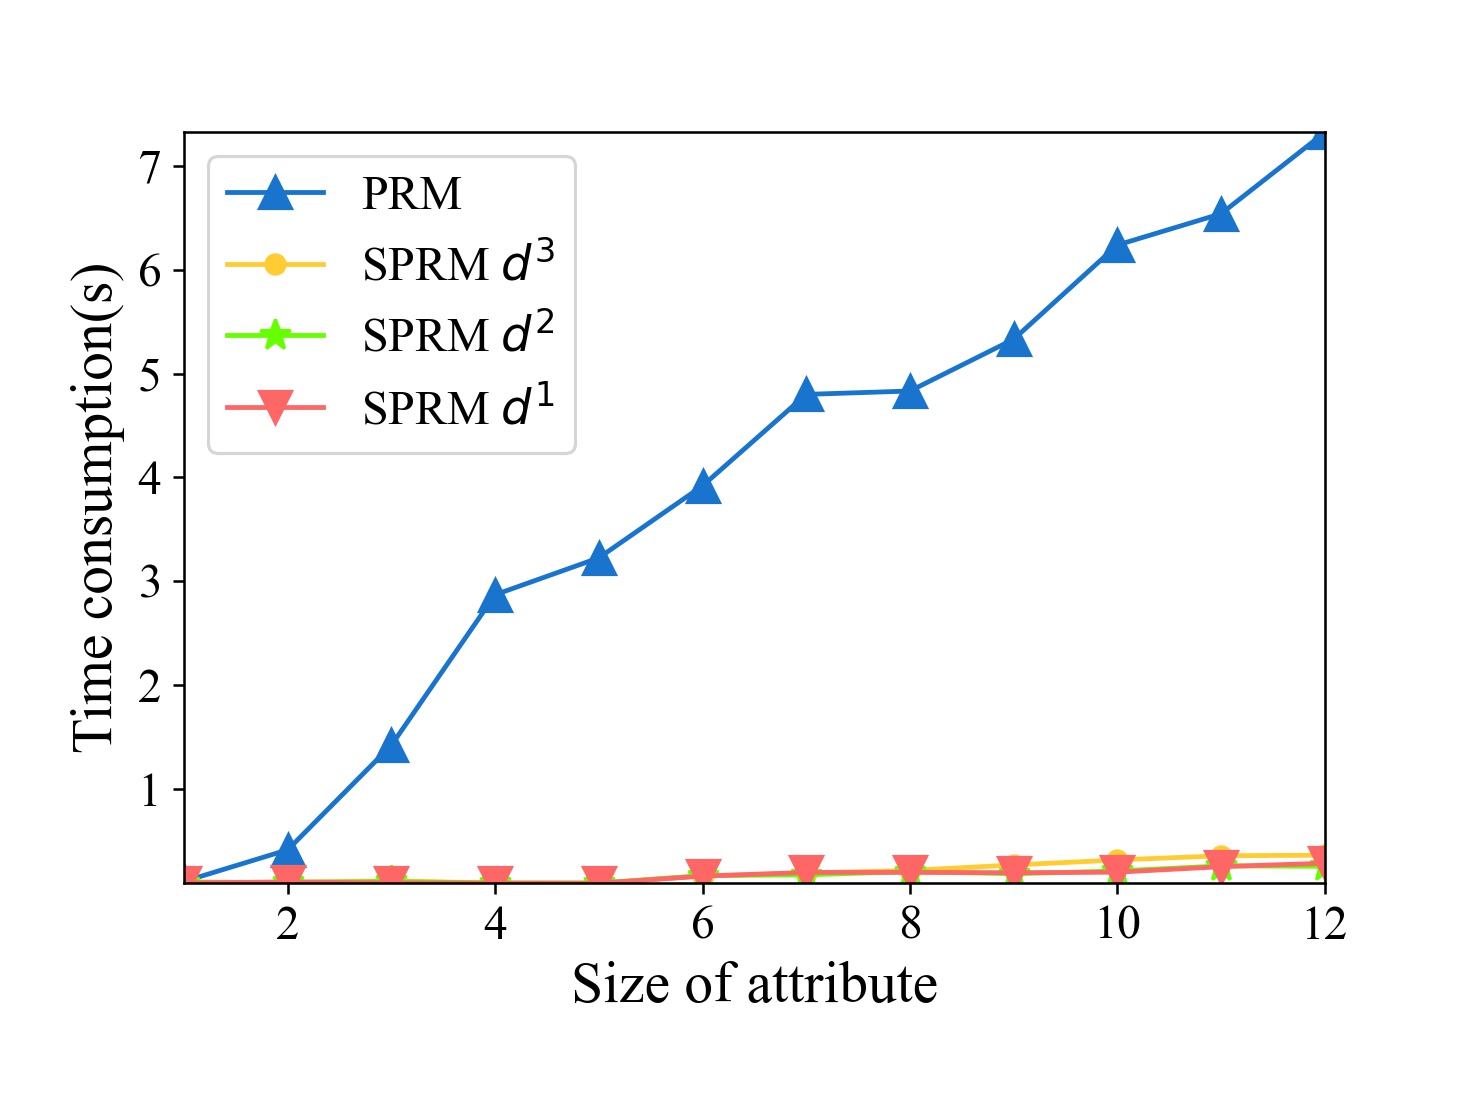 PRM
SPRM d³
SPRM d²
SPRM d¹
7
6
5
4
3
2
1
Time consumption(s)
2 4 6 8 10 12
Size of attribute